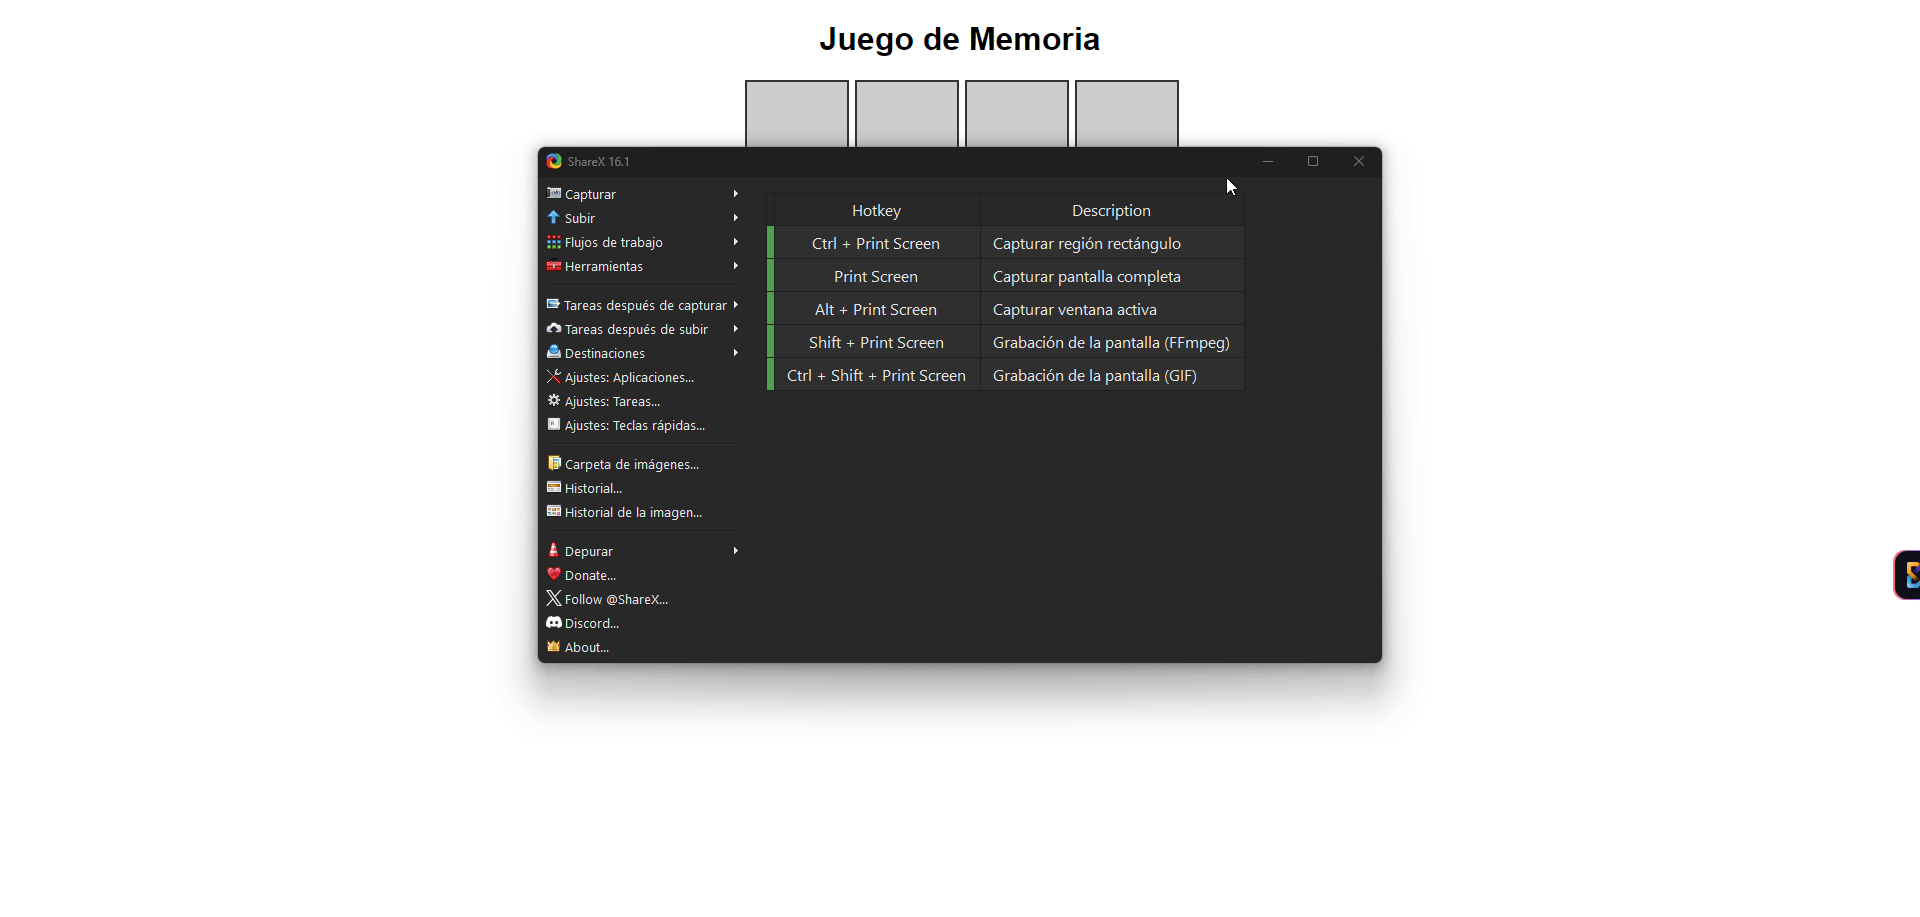 Juego de Memoria
ShareX 16.1
Capturar
Subir
Flujos de trabajo
Herramientas
Tareas después de capturar
Tareas después de subir
Destinaciones
Ajustes: Aplicaciones...
Ajustes: Tareas...
Ajustes: Teclas rápidas...
Carpeta de imágenes...
Historial...
Historial de la imagen...
Depurar
Donate...
Follow @ShareX...
Discord...
About...
Hotkey Description
Ctrl + Print Screen Capturar región rectángulo
Print Screen Capturar pantalla completa
Alt + Print Screen Capturar ventana activa
Shift + Print Screen Grabación de la pantalla (FFmpeg)
Ctrl + Shift + Print Screen Grabación de la pantalla (GIF)